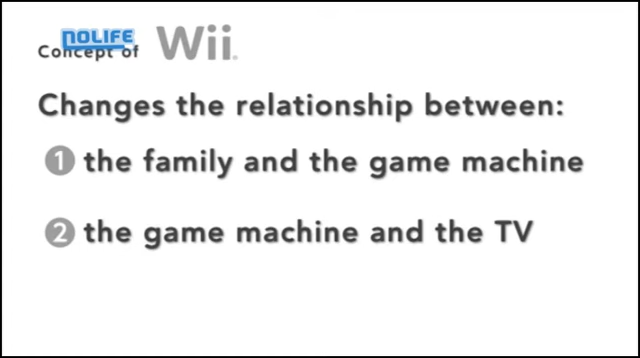 NOLIFE
Concept of Wii
Changes the relationship between:
1 the family and the game machine
2 the game machine and the TV